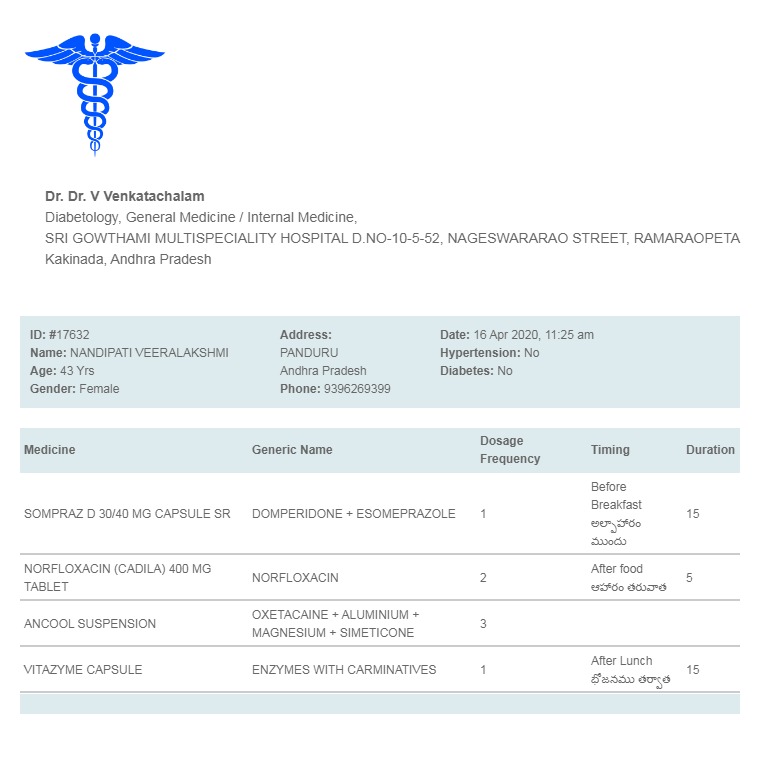 Dr. Dr. V Venkatachalam
Diabetology, General Medicine / Internal Medicine,
SRI GOWTHAMI MULTISPECIALITY HOSPITAL D.NO-10-5-52, NAGESWARARAO STREET, RAMARAOPETA
Kakinada, Andhra Pradesh
ID: #17632
Name: NANDIPATI VEERALAKSHMI
Age: 43 Yrs
Gender: Female
Address:
PANDURU
Andhra Pradesh
Phone: 9396269399
Date: 16 Apr 2020, 11:25 am
Hypertension: No
Diabetes: No
Medicine Generic Name Dosage Frequency Timing Duration
SOMPRAZ D 30/40 MG CAPSULE SR DOMPERIDONE + ESOMEPRAZOLE 1 Before Breakfast అల్పాహారం ముందు 15
NORFLOXACIN (CADILA) 400 MG TABLET NORFLOXACIN 2 After food ఆహారం తరువాత 5
ANCOOL SUSPENSION OXETACAINE + ALUMINIUM + MAGNESIUM + SIMETICONE 3
VITAZYME CAPSULE ENZYMES WITH CARMINATIVES 1 After Lunch భోజనము తర్వాత 15